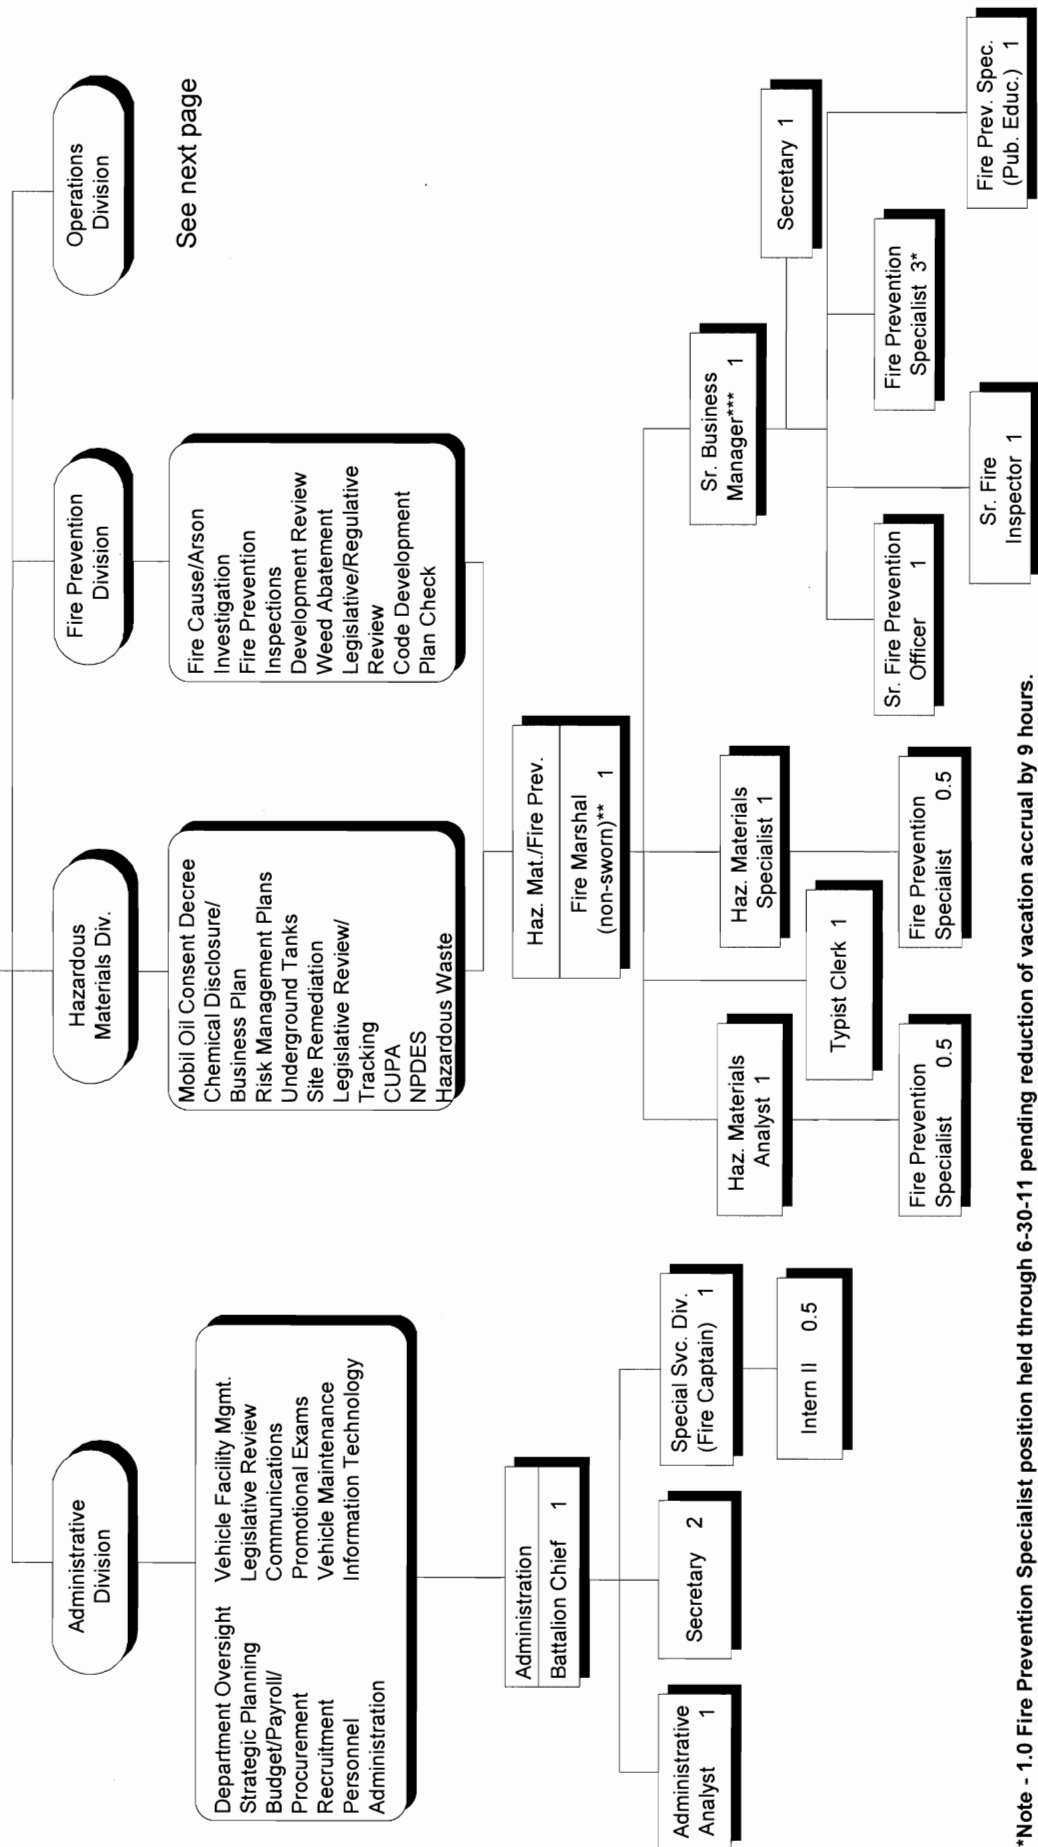 Administrative
Division
Hazardous
Materials Div.
Fire Prevention
Division
Operations
Division
See next page
Department Oversight
Strategic Planning
Budget/Payroll/
Procurement
Recruitment
Personnel
Administration
Vehicle Facility Mgmt.
Legislative Review
Communications
Promotional Exams
Vehicle Maintenance
Information Technology
Mobil Oil Consent Decree
Chemical Disclosure/
Business Plan
Risk Management Plans
Underground Tanks
Site Remediation
Legislative Review/
Tracking
CUPA
NPDES
Hazardous Waste
Fire Cause/Arson
Investigation
Fire Prevention
Inspections
Development Review
Weed Abatement
Legislative/Regulative
Review
Code Development
Plan Check
Administration
Battalion Chief 1
Haz. Mat./Fire Prev.
Fire Marshal
(non-sworn)** 1
Administrative
Analyst 1
Secretary 2
Special Svc. Div.
(Fire Captain) 1
Intern II 0.5
Haz. Materials
Analyst 1
Typist Clerk 1
Haz. Materials
Specialist 1
Sr. Business
Manager*** 1
Secretary 1
Fire Prevention
Specialist 0.5
Fire Prevention
Specialist 0.5
Sr. Fire Prevention
Officer 1
Sr. Fire
Inspector 1
Fire Prevention
Specialist 3*
Fire Prev. Spec.
(Pub. Educ.) 1
*Note - 1.0 Fire Prevention Specialist position held through 6-30-11 pending reduction of vacation accrual by 9 hours.